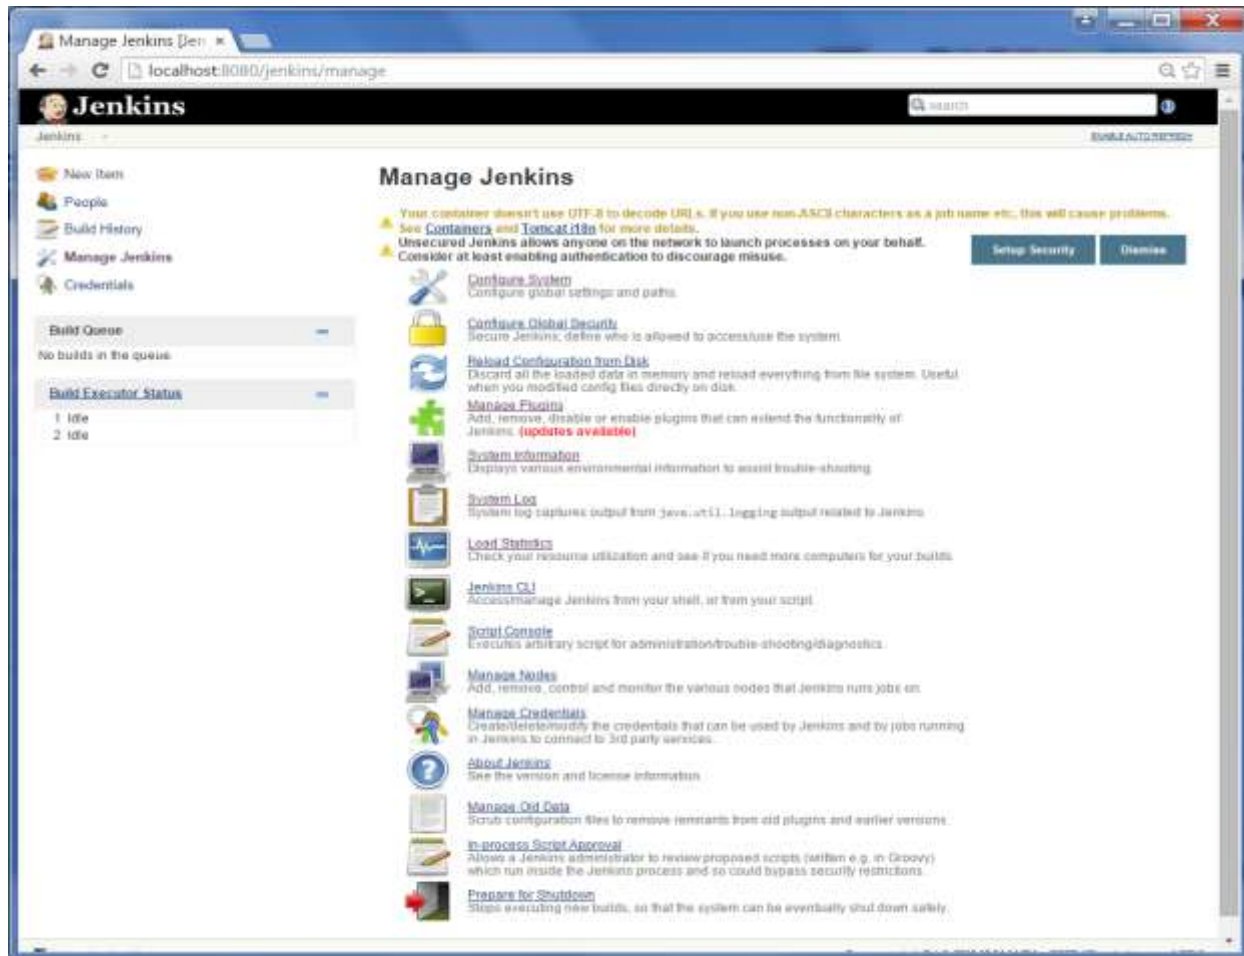 Manage Jenkins [Jen
localhost:8080/jenkins/manage
Jenkins
search
Jenkins
ENABLE AUTO REFRESH
New Item
People
Build History
Manage Jenkins
Credentials
Build Queue
No builds in the queue.
Build Executor Status
1 Idle
2 Idle
Manage Jenkins
Your container doesn't use UTF-8 to decode URLs. If you use non-ASCII characters as a job name etc, this will cause problems.
See Containers and Tomcat i18n for more details.
Unsecured Jenkins allows anyone on the network to launch processes on your behalf.
Consider at least enabling authentication to discourage misuse.
Setup Security
Dismiss
Configure System
Configure global settings and paths.
Configure Global Security
Secure Jenkins; define who is allowed to access/use the system.
Reload Configuration from Disk
Discard all the loaded data in memory and reload everything from file system. Useful
when you modified config files directly on disk.
Manage Plugins
Add, remove, disable or enable plugins that can extend the functionality of
Jenkins. (updates available)
System Information
Displays various environmental information to assist trouble-shooting.
System Log
System log captures output from java.util.logging output related to Jenkins.
Load Statistics
Check your resource utilization and see if you need more computers for your builds.
Jenkins CLI
Access/manage Jenkins from your shell, or from your script.
Script Console
Executes arbitrary script for administration/trouble-shooting/diagnostics.
Manage Nodes
Add, remove, control and monitor the various nodes that Jenkins runs jobs on.
Manage Credentials
Create/delete/modify the credentials that can be used by Jenkins and by jobs running
in Jenkins to connect to 3rd party services.
About Jenkins
See the version and license information.
Manage Old Data
Scrub configuration files to remove remnants from old plugins and earlier versions.
In-process Script Approval
Allows a Jenkins administrator to review proposed scripts (written e.g. in Groovy)
which run inside the Jenkins process and so could bypass security restrictions.
Prepare for Shutdown
Stops executing new builds, so that the system can be eventually shut down safely.